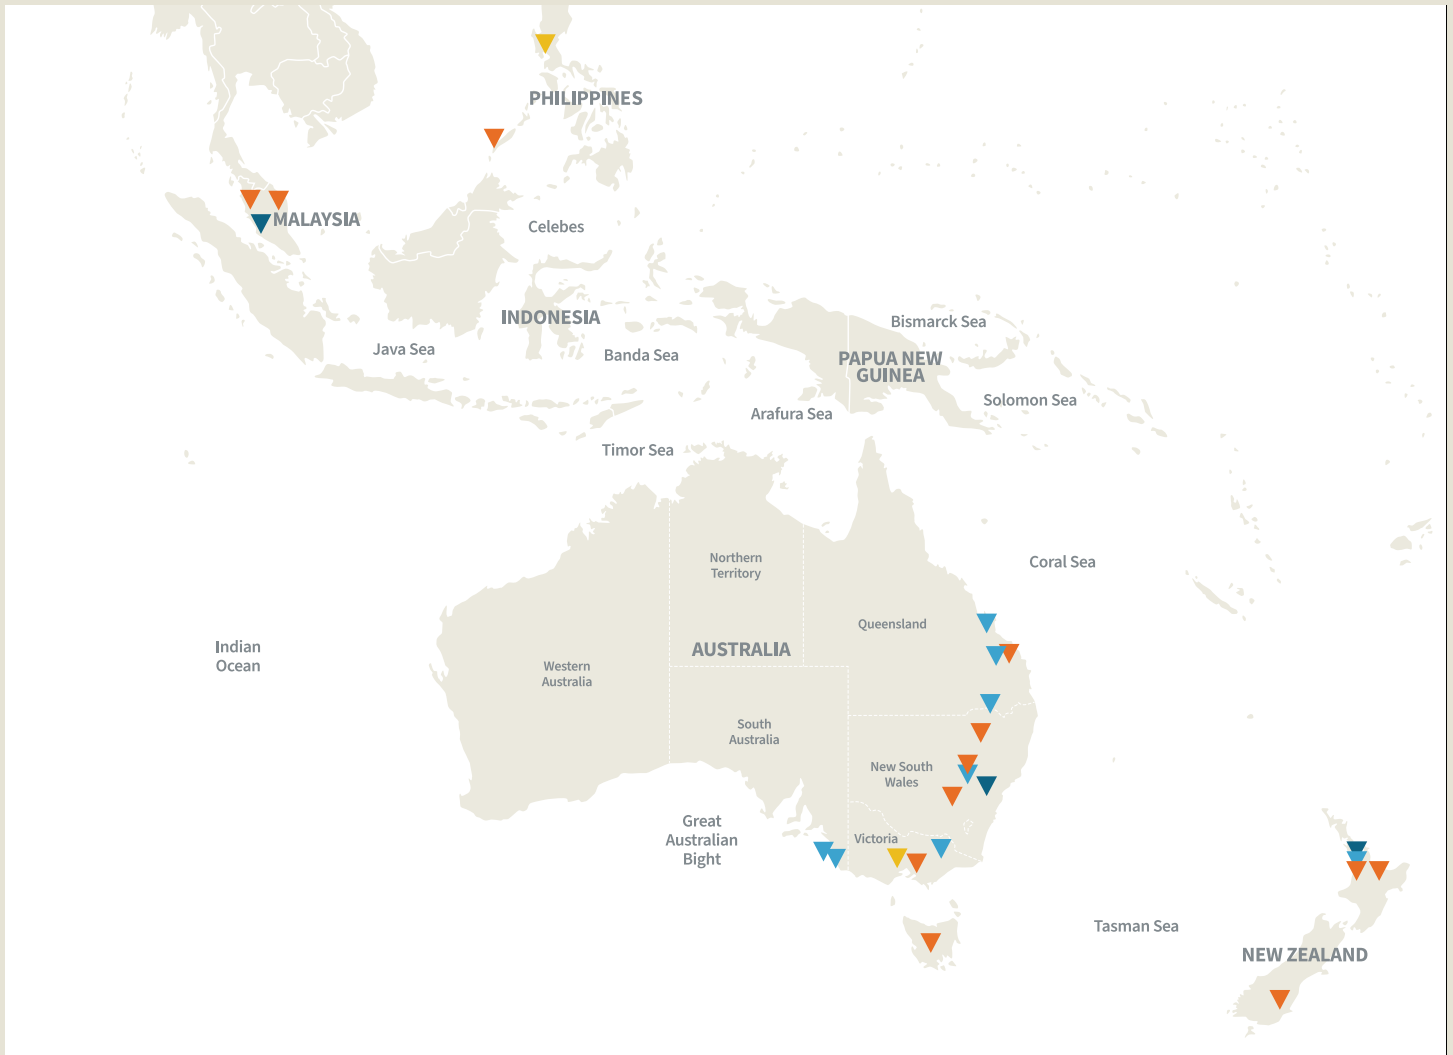 PHILIPPINES
MALAYSIA
Celebes
INDONESIA
Bismarck Sea
Java Sea
Banda Sea
PAPUA NEW
GUINEA
Solomon Sea
Arafura Sea
Timor Sea
Northern
Territory
Coral Sea
Queensland
Indian
Ocean
AUSTRALIA
Western
Australia
South
Australia
New South
Wales
Great
Australian
Bight
Victoria
Tasman Sea
NEW ZEALAND